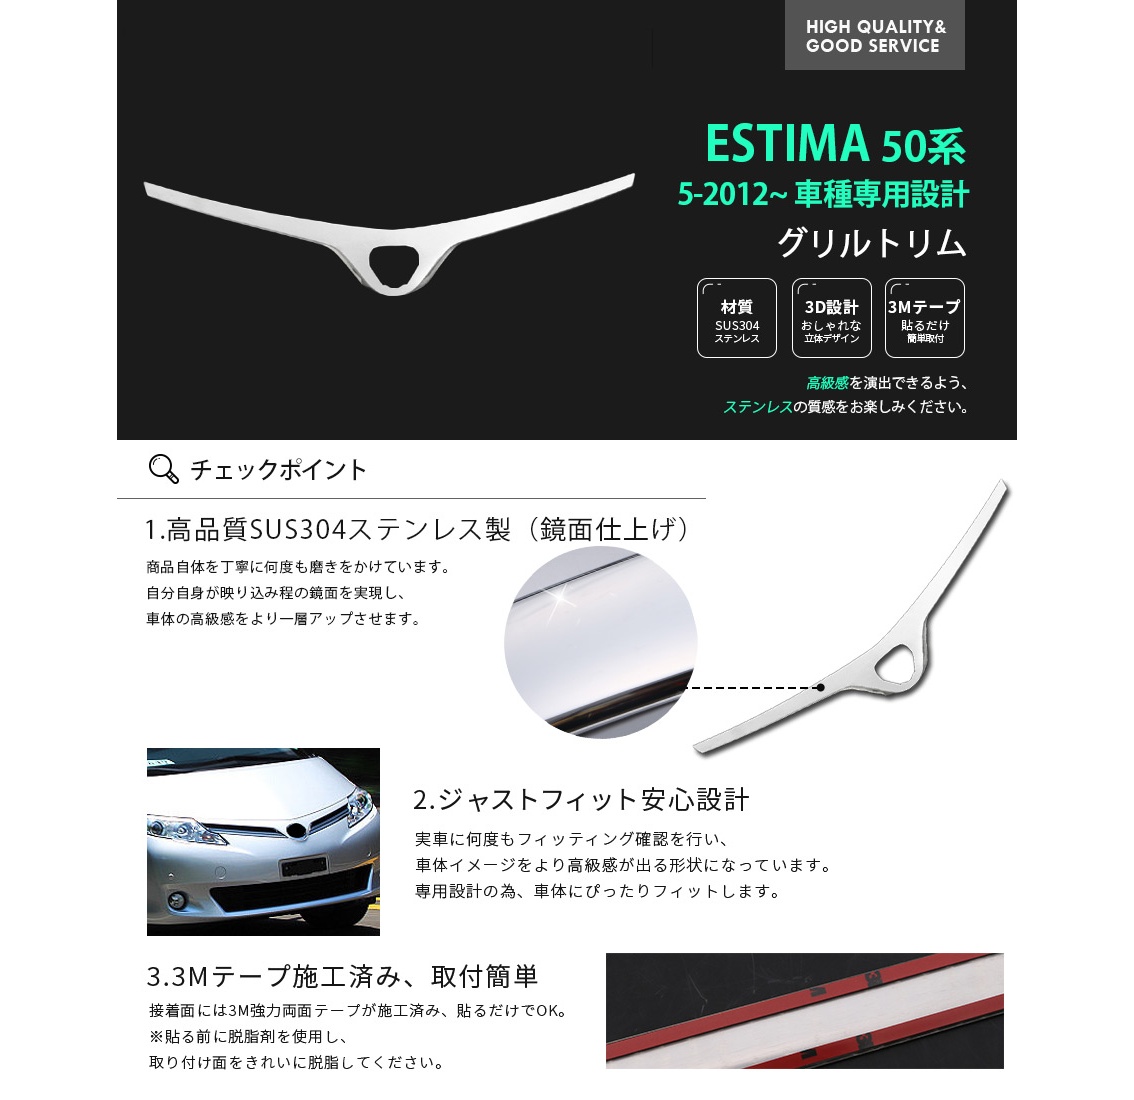 HIGH QUALITY&
GOOD SERVICE
ESTIMA 50系
5-2012~ 車種専用設計
グリルトリム
材質
SUS304
ステンレス
3D設計
おしゃれな
立体デザイン
3Mテープ
貼るだけ
簡単取付
高級感を演出できるよう、
ステンレスの質感をお楽しみください。
チェックポイント
1.高品質SUS304ステンレス製（鏡面仕上げ）
商品自体を丁寧に何度も磨きをかけています。
自分自身が映り込み程の鏡面を実現し、
車体の高級感をより一層アップさせます。
2.ジャストフィット安心設計
実車に何度もフィッティング確認を行い、
車体イメージをより高級感が出る形状になっています。
専用設計の為、車体にぴったりフィットします。
3.3Mテープ施工済み、取付簡単
接着面には3M強力両面テープが施工済み、貼るだけでOK。
※貼る前に脱脂剤を使用し、
取り付け面をきれいに脱脂してください。